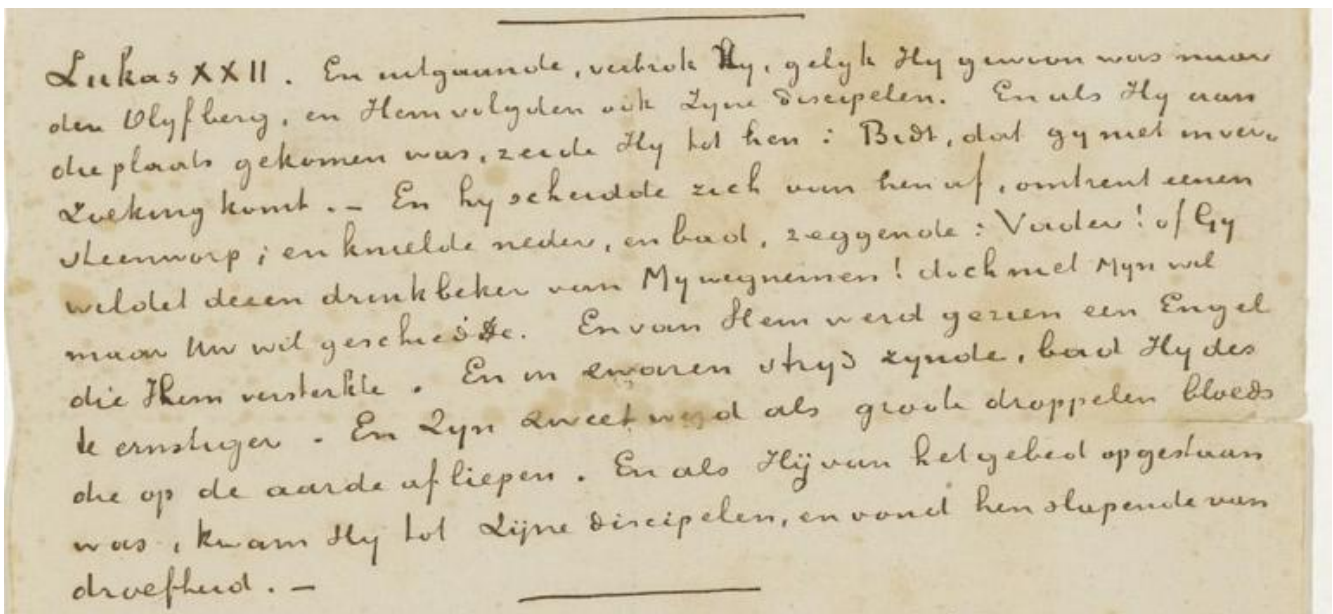 Lukas XXII. En uitgaande, vertrok Hy, gelyk Hy gewoon was naar
den Olyfberg, en Hem volgden ook Zyne discipelen. En als Hy aan
die plaats gekomen was, zeide Hy tot hen: Bidt, dat gy niet in ver-
zoeking komt. — En hy scheidde zich van hen af, omtrent eenen
steenworp; en knielde neder, en bad, zeggende: Vader! of Gy
wildet dezen drinkbeker van My wegnemen! doch niet Myn wil
maar Uw wil geschiedde. En van Hem werd gezien een Engel
die Hem versterkte. En in zwaren stryd zynde, bad Hy des
te ernstiger. En Zyn zweet werd als groote droppelen bloeds
die op de aarde afliepen. En als Hij van het gebed opgestaan
was, kwam Hy tot Zijne discipelen, en vond hen slapende van
droefheid. —